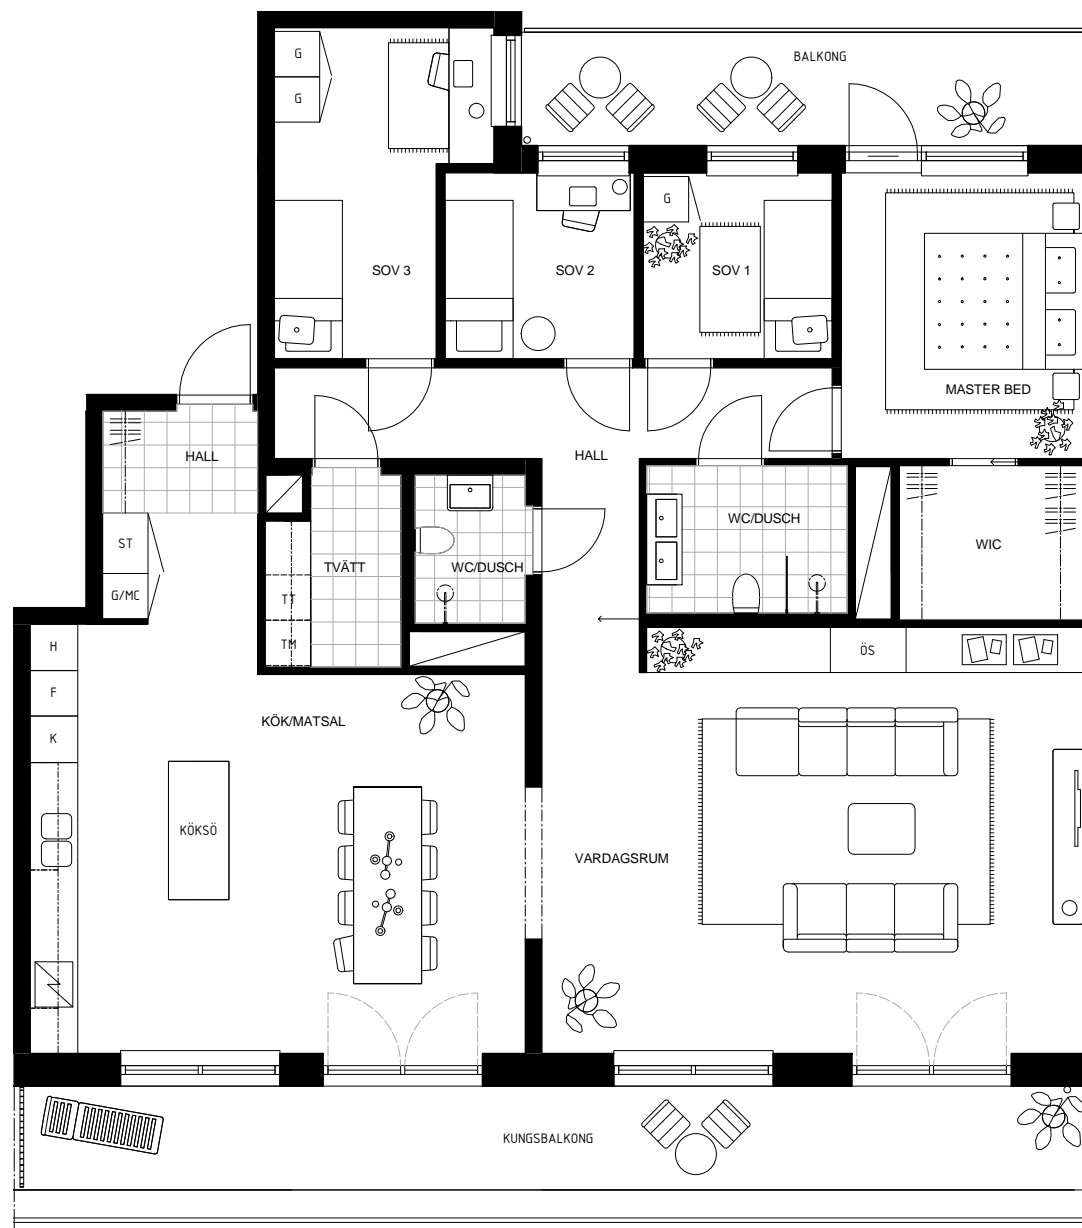 BALKONG
G
G
G
SOV 3
SOV 2
SOV 1
MASTER BED
HALL
HALL
ST
G/MC
TVÄTT
TT
TM
WC/DUSCH
WC/DUSCH
WIC
ÖS
H
F
K
KÖK/MATSAL
KÖKSÖ
VARDAGSRUM
KUNGSBALKONG